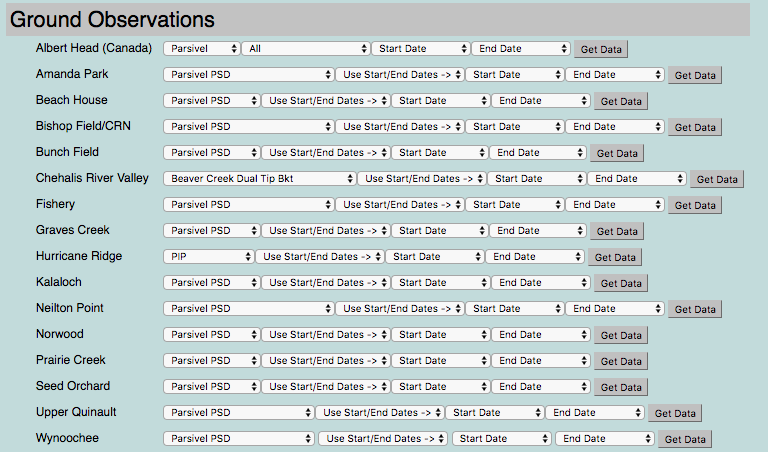 Ground Observations
Albert Head (Canada) Parsivel All Start Date End Date Get Data
Amanda Park Parsivel PSD Use Start/End Dates -> Start Date End Date Get Data
Beach House Parsivel PSD Use Start/End Dates -> Start Date End Date Get Data
Bishop Field/CRN Parsivel PSD Use Start/End Dates -> Start Date End Date Get Data
Bunch Field Parsivel PSD Use Start/End Dates -> Start Date End Date Get Data
Chehalis River Valley Beaver Creek Dual Tip Bkt Use Start/End Dates -> Start Date End Date Get Data
Fishery Parsivel PSD Use Start/End Dates -> Start Date End Date Get Data
Graves Creek Parsivel PSD Use Start/End Dates -> Start Date End Date Get Data
Hurricane Ridge PIP Use Start/End Dates -> Start Date End Date Get Data
Kalaloch Parsivel PSD Use Start/End Dates -> Start Date End Date Get Data
Neilton Point Parsivel PSD Use Start/End Dates -> Start Date End Date Get Data
Norwood Parsivel PSD Use Start/End Dates -> Start Date End Date Get Data
Prairie Creek Parsivel PSD Use Start/End Dates -> Start Date End Date Get Data
Seed Orchard Parsivel PSD Use Start/End Dates -> Start Date End Date Get Data
Upper Quinault Parsivel PSD Use Start/End Dates -> Start Date End Date Get Data
Wynoochee Parsivel PSD Use Start/End Dates -> Start Date End Date Get Data